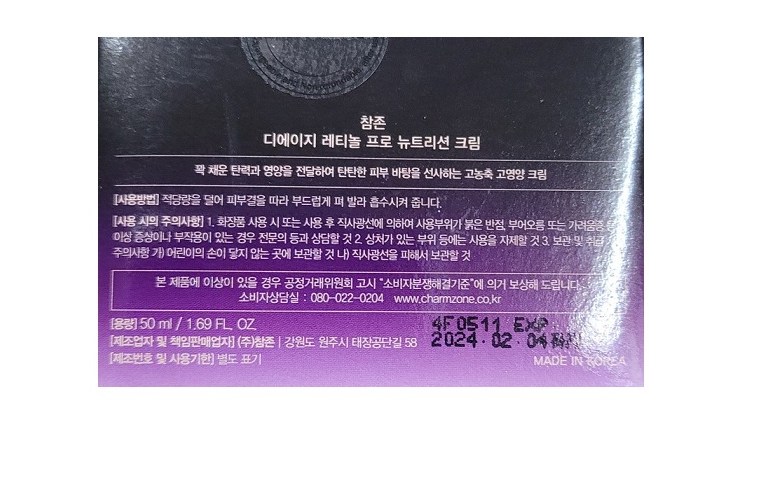 참존
디에이지 레티놀 프로 뉴트리션 크림
꽉 채운 탄력과 영양을 전달하여 탄탄한 피부 바탕을 선사하는 고농축 고영양 크림
[사용방법] 적당량을 덜어 피부결을 따라 부드럽게 펴 발라 흡수시켜 줍니다.
[사용 시의 주의사항] 1. 화장품 사용 시 또는 사용 후 직사광선에 의하여 사용부위가 붉은 반점, 부어오름 또는 가려움증
이상 증상이나 부작용이 있는 경우 전문의 등과 상담할 것 2. 상처가 있는 부위 등에는 사용을 자제할 것 3. 보관 및 취급
주의사항 가) 어린이의 손이 닿지 않는 곳에 보관할 것 나) 직사광선을 피해서 보관할 것
본 제품에 이상이 있을 경우 공정거래위원회 고시 "소비자분쟁해결기준"에 의거 보상해 드립니다.
소비자상담실 : 080-022-0204 www.charmzone.co.kr
[용량] 50 ml / 1.69 FL. OZ.
4F0511 EXP
[제조업자 및 책임판매업자] (주)참존 | 강원도 원주시 태장공단길 58
2024.02.04
[제조번호 및 사용기한] 별도 표기
MADE IN KOREA